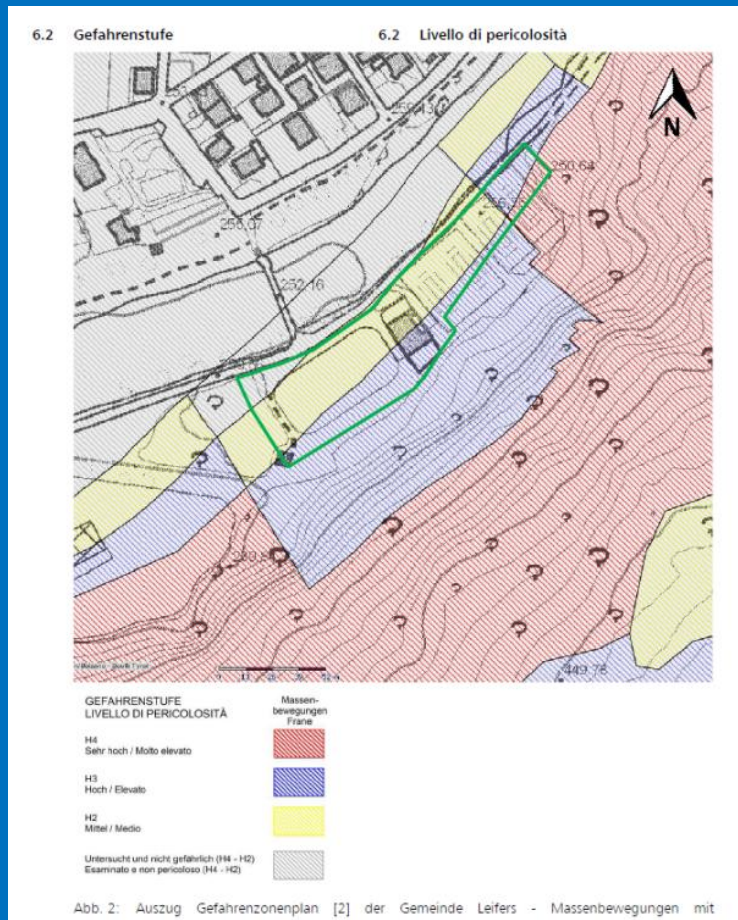 6.2 Gefahrenstufe
6.2 Livello di pericolosità
N
250,64
256,07
252,16
449,78
GEFAHRENSTUFE
LIVELLO DI PERICOLOSITÀ
Massen-
bewegungen
Frane
H4
Sehr hoch / Molto elevato
H3
Hoch / Elevato
H2
Mittel / Medio
Untersucht und nicht gefährlich (H4 - H2)
Esaminato e non pericoloso (H4 - H2)
Abb. 2: Auszug Gefahrenzonenplan [2] der Gemeinde Leifers - Massenbewegungen mit